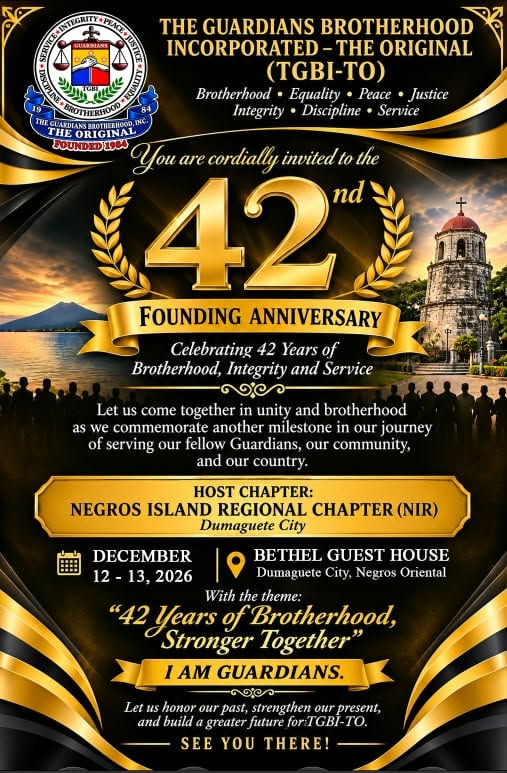 THE GUARDIANS BROTHERHOOD
INCORPORATED – THE ORIGINAL
(TGBI-TO)
Brotherhood • Equality • Peace • Justice
Integrity • Discipline • Service
DISCIPLINE • SERVICE • INTEGRITY • PEACE • JUSTICE • EQUALITY
• BROTHERHOOD •
GUARDIANS
TGBI
19 84
THE GUARDIANS BROTHERHOOD, INC.
THE ORIGINAL
FOUNDED 1984
You are cordially invited to the
42nd
FOUNDING ANNIVERSARY
Celebrating 42 Years of
Brotherhood, Integrity and Service
Let us come together in unity and brotherhood
as we commemorate another milestone in our journey
of serving our fellow Guardians, our community,
and our country.
HOST CHAPTER:
NEGROS ISLAND REGIONAL CHAPTER (NIR)
Dumaguete City
DECEMBER
12 - 13, 2026
BETHEL GUEST HOUSE
Dumaguete City, Negros Oriental
With the theme:
“42 Years of Brotherhood,
Stronger Together”
I AM GUARDIANS.
Let us honor our past, strengthen our present,
and build a greater future for:TGBI-TO.
SEE YOU THERE!